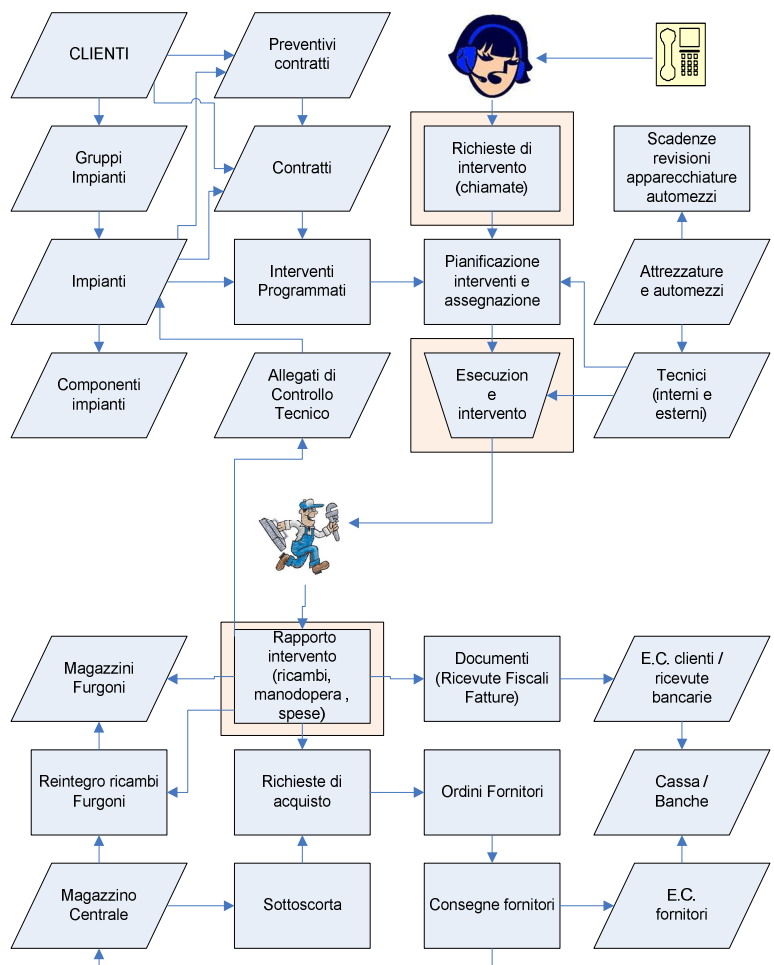 CLIENTI
Preventivi
contratti
Gruppi
Impianti
Contratti
Richieste di
intervento
(chiamate)
Scadenze
revisioni
apparecchiature
automezzi
Impianti
Interventi
Programmati
Pianificazione
interventi e
assegnazione
Attrezzature
e automezzi
Componenti
impianti
Allegati di
Controllo
Tecnico
Esecuzion
e
intervento
Tecnici
(interni e
esterni)
Magazzini
Furgoni
Rapporto
intervento
(ricambi,
manodopera ,
spese)
Documenti
(Ricevute Fiscali
Fatture)
E.C. clienti /
ricevute
bancarie
Reintegro ricambi
Furgoni
Richieste di
acquisto
Ordini Fornitori
Cassa /
Banche
Magazzino
Centrale
Sottoscorta
Consegne fornitori
E.C.
fornitori